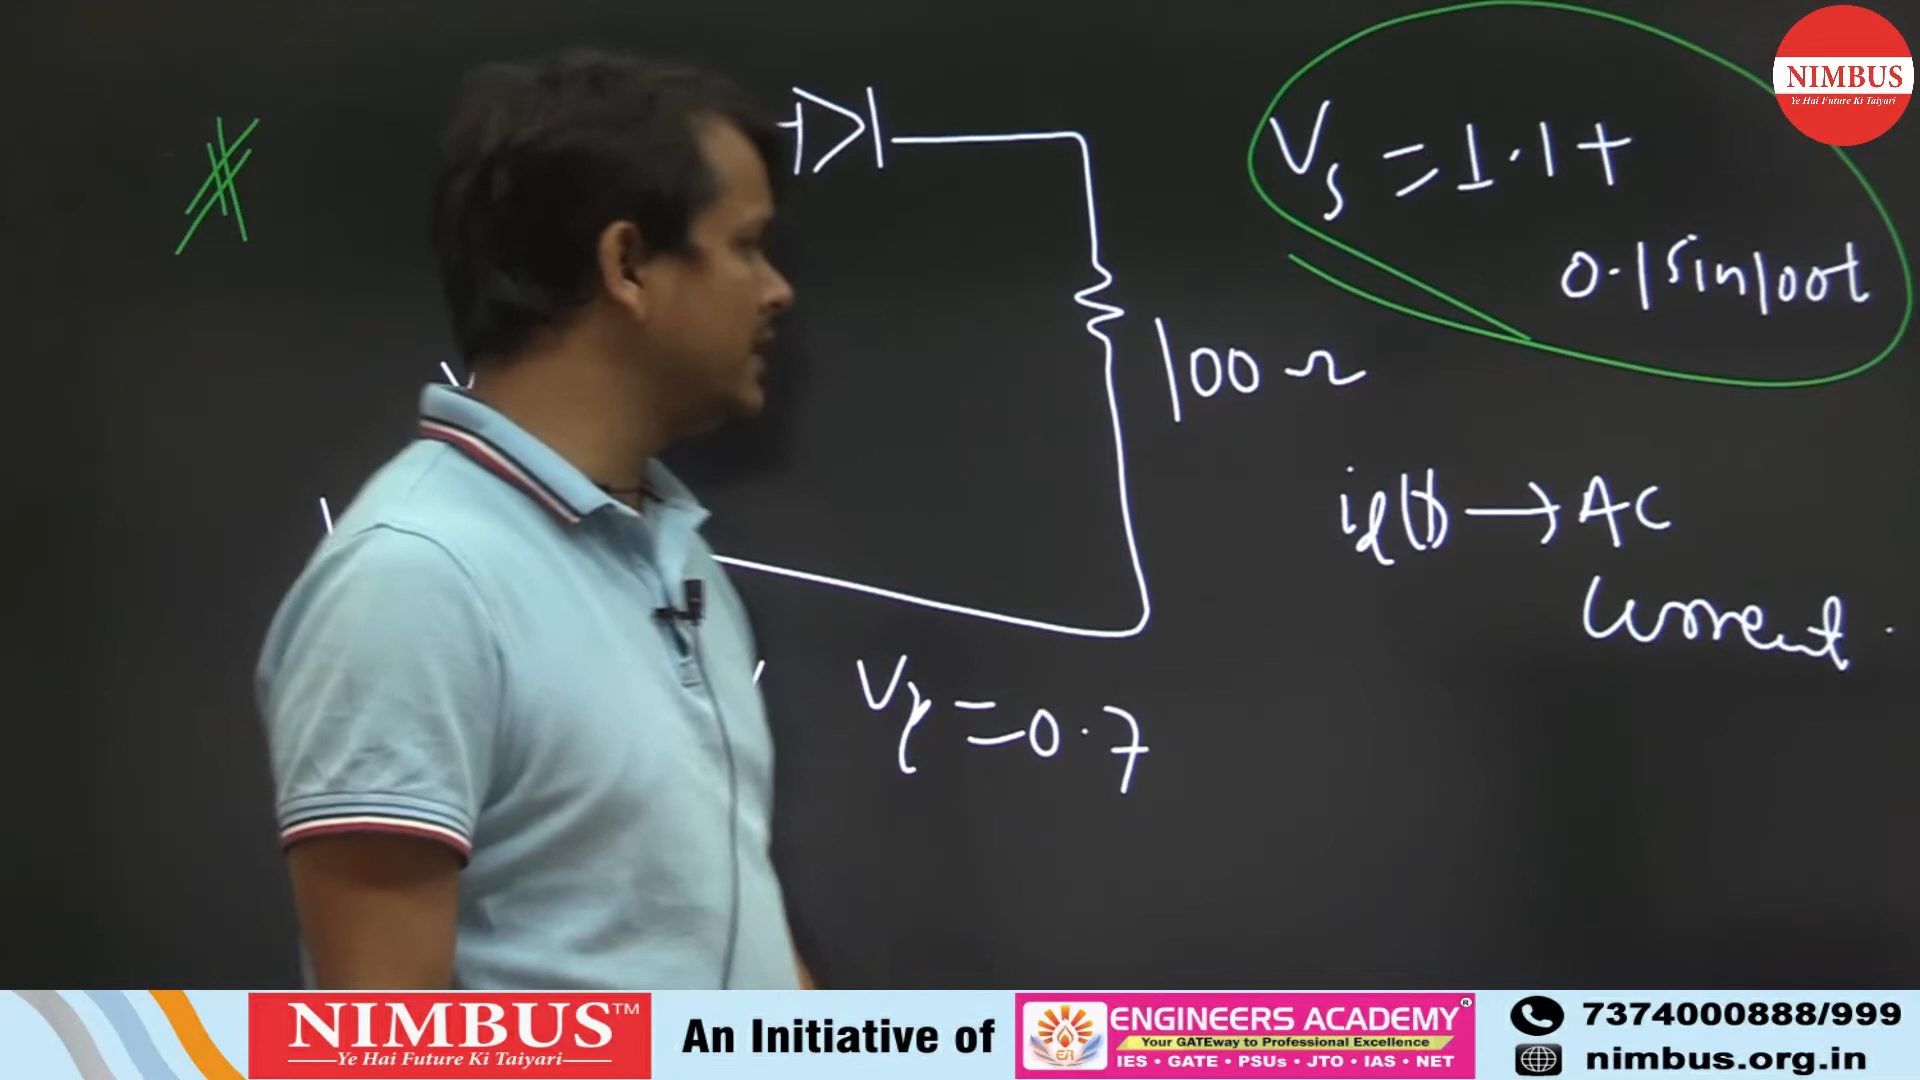 NIMBUS
Ye Hai Future Ki Taiyari
Vs = 1.1 +
0.1 sin100t
100 Ω
id(t) → AC
Current.
Vγ = 0.7
NIMBUS™
Ye Hai Future Ki Taiyari
An Initiative of
ENGINEERS ACADEMY®
Your GATEway to Professional Excellence
IES • GATE • PSUs • JTO • IAS • NET
7374000888/999
nimbus.org.in